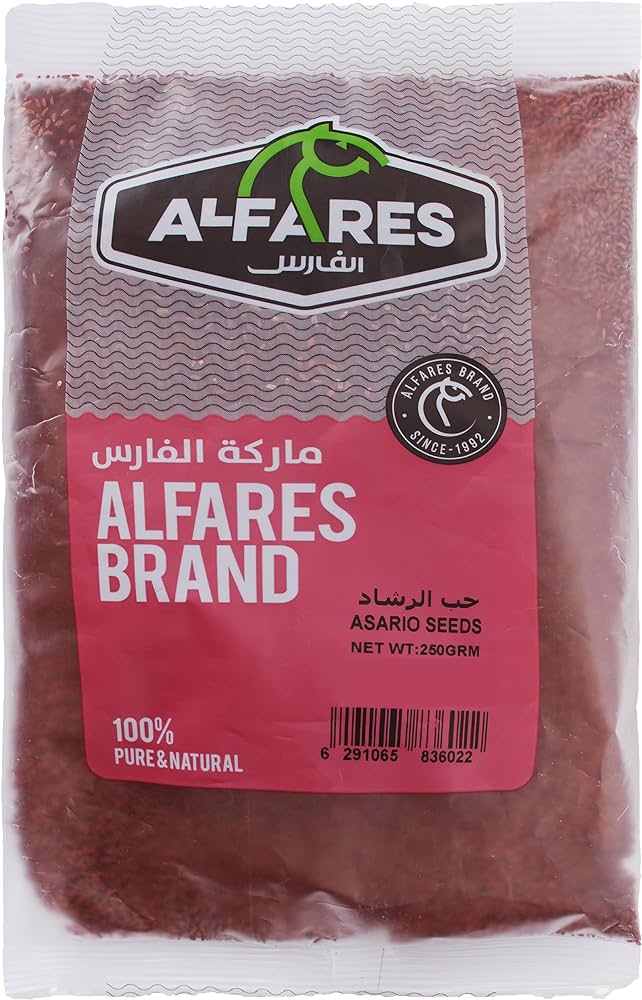 ALFARES
الفارس
ALFARES BRAND
SINCE-1992
ماركة الفارس
ALFARES
BRAND
حب الرشاد
ASARIO SEEDS
NET WT:250GRM
6 291065 836022
100%
PURE&NATURAL